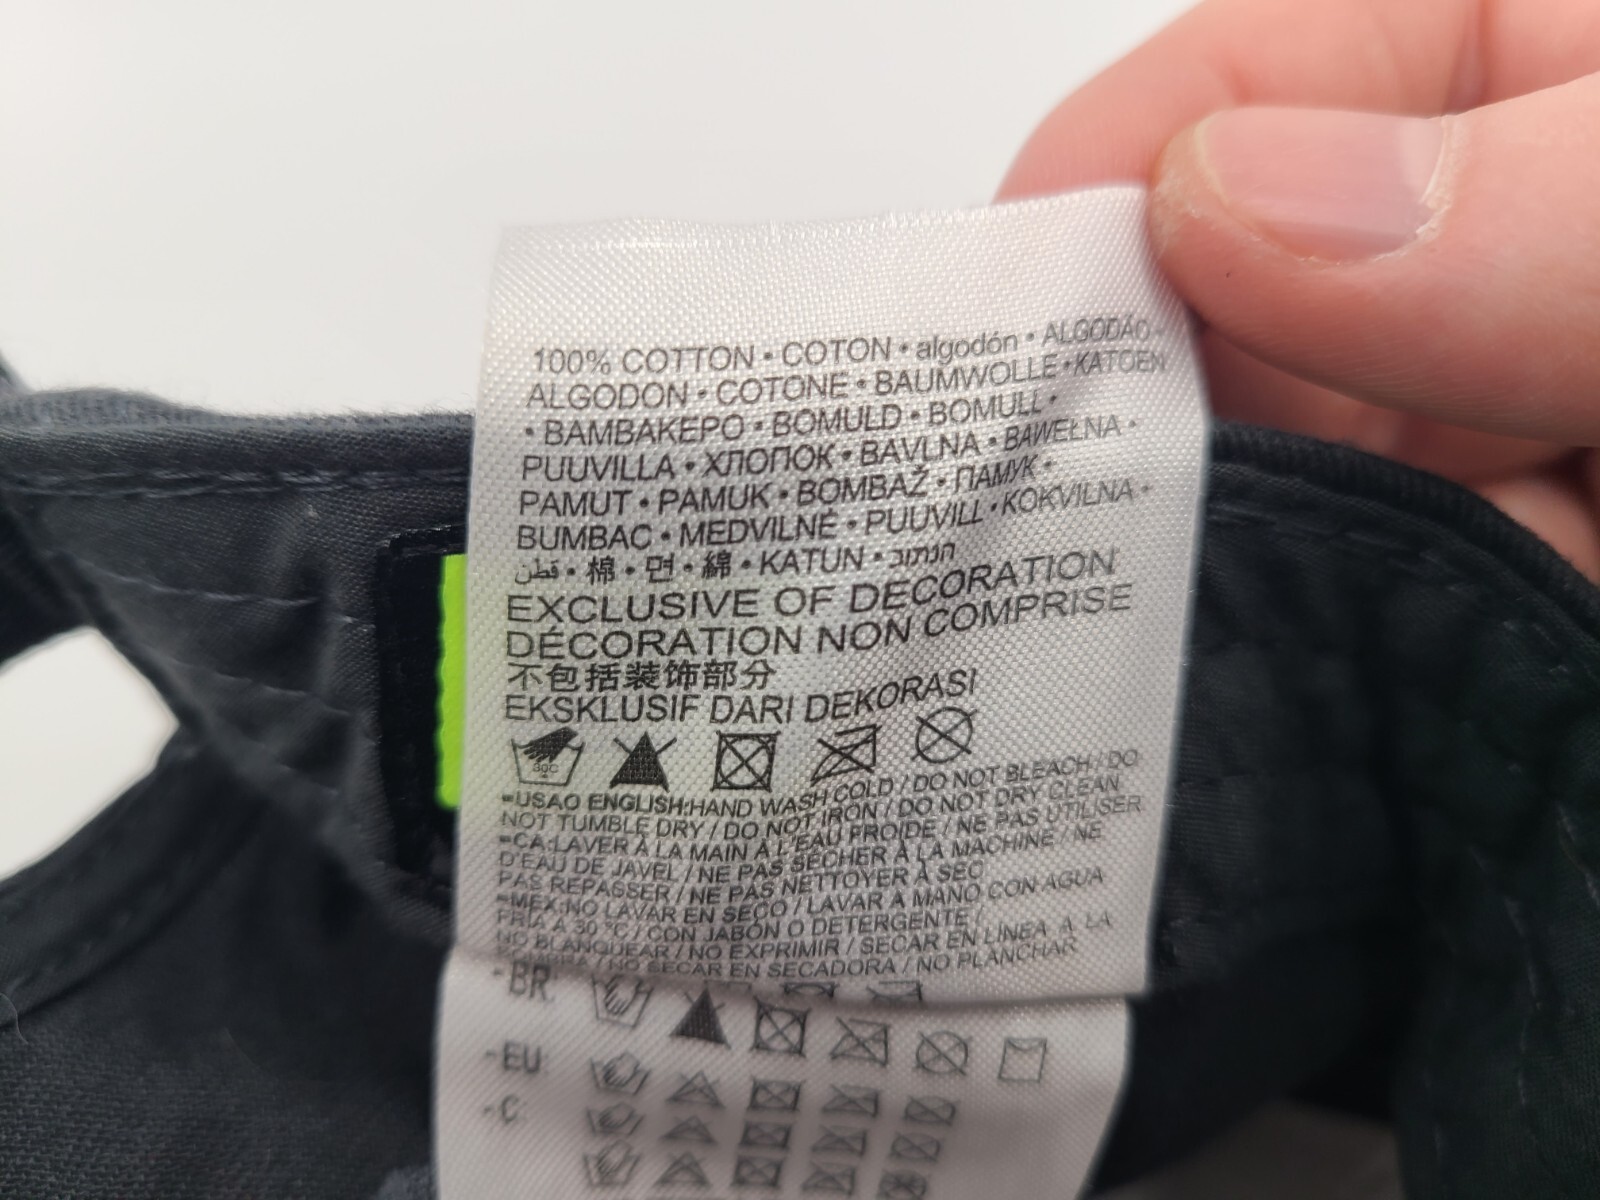 100% COTTON • COTON • algodón • ALGODÃO •
ALGODON • COTONE • BAUMWOLLE • KATOEN
• BAMBAKEPO • BOMULD • BOMULL •
PUUVILLA • ХЛОПОК • BAVLNA • BAWEŁNA •
PAMUT • PAMUK • BOMBAŽ • ПАМУК •
BUMBAC • MEDVILNĖ • PUUVILL • KOKVILNA •
قطن • 棉 • 면 • 綿 • KATUN • הנתוכ
EXCLUSIVE OF DECORATION
DÉCORATION NON COMPRISE
不包括装饰部分
EKSKLUSIF DARI DEKORASI
30C
=USAO ENGLISH:HAND WASH COLD / DO NOT BLEACH / DO
NOT TUMBLE DRY / DO NOT IRON / DO NOT DRY CLEAN
=CA:LAVER À LA MAIN À L'EAU FROIDE / NE PAS UTILISER
D'EAU DE JAVEL / NE PAS SÉCHER À LA MACHINE / NE
PAS REPASSER / NE PAS NETTOYER À SEC
=MEX:NO LAVAR EN SECO / LAVAR A MANO CON AGUA
FRÍA A 30 °C / CON JABÓN O DETERGENTE /
NO BLANQUEAR / NO EXPRIMIR / SECAR EN LÍNEA A LA
SOMBRA / NO SECAR EN SECADORA / NO PLANCHAR
-BR:
-EU:
-C: